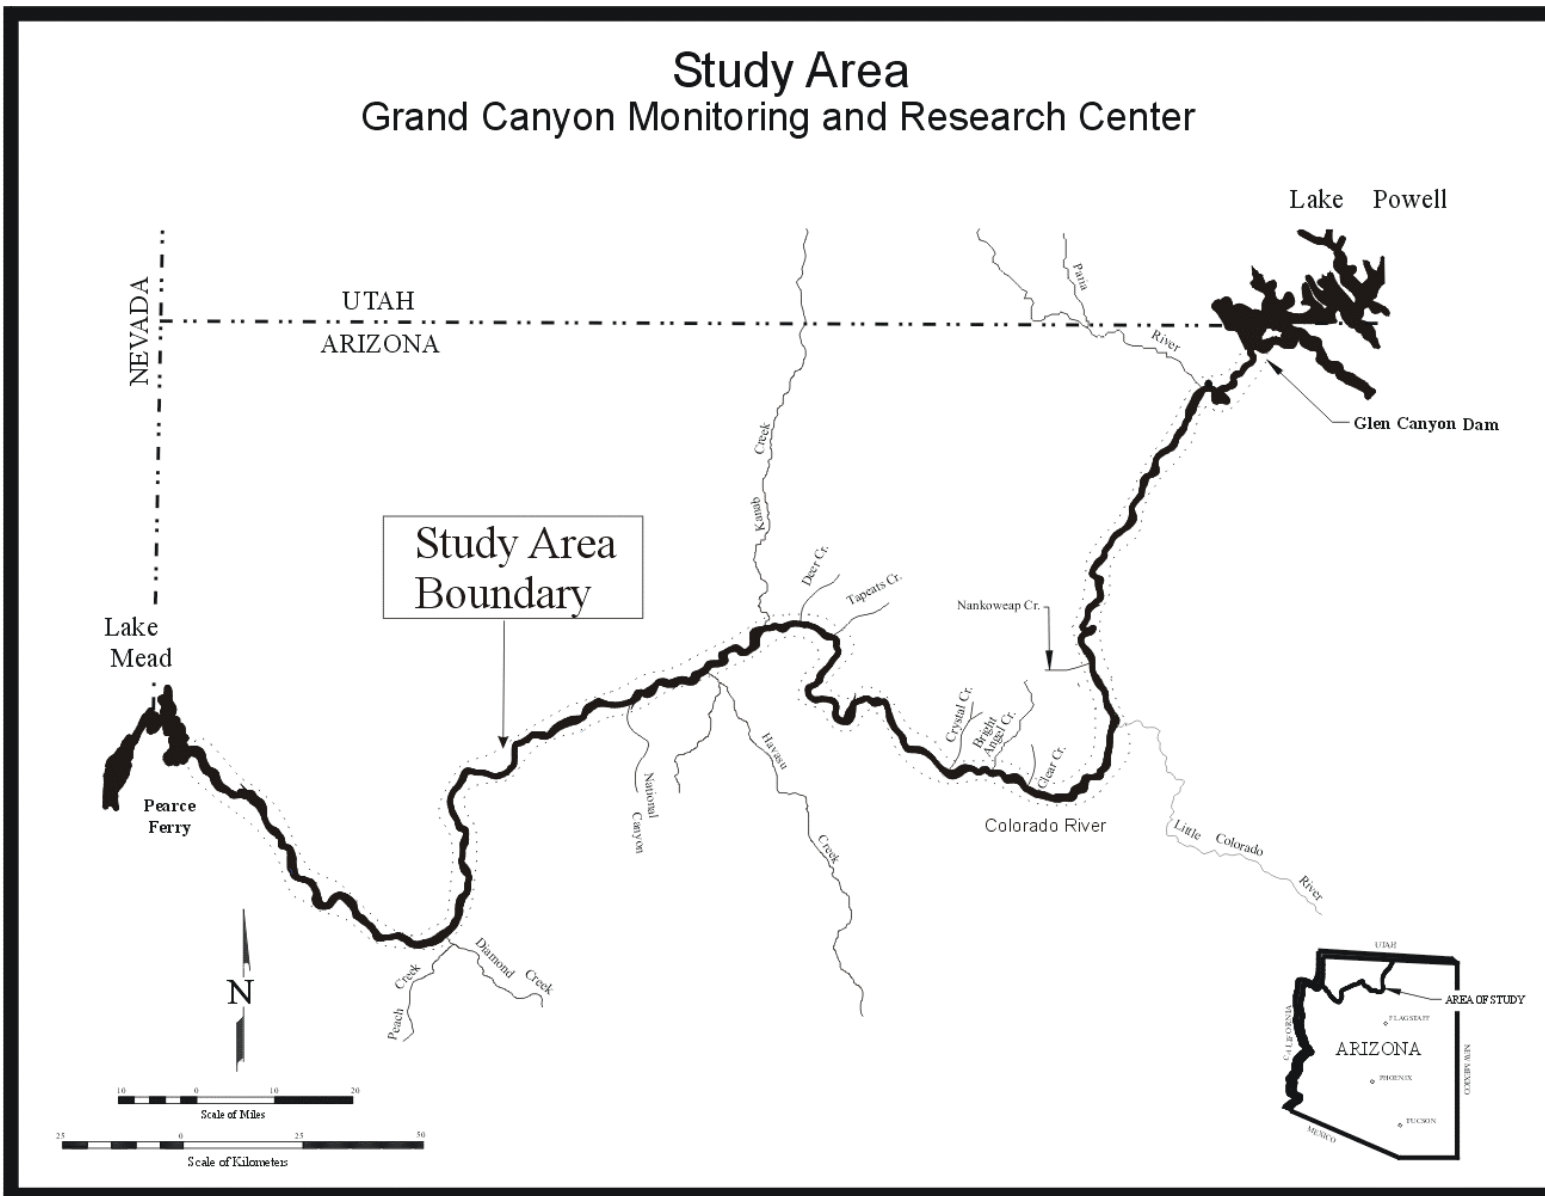 Study Area
Grand Canyon Monitoring and Research Center
Lake Powell
NEVADA
UTAH
ARIZONA
Paria
River
Glen Canyon Dam
Kanab
Creek
Study Area
Boundary
Deer Cr.
Tapeats Cr.
Nankoweap Cr.
Lake
Mead
Crystal Cr.
Bright
Angel Cr.
Clear Cr.
Pearce
Ferry
National
Canyon
Havasu
Creek
Colorado River
Little Colorado
River
Peach
Creek
Diamond
Creek
N
10 0 10 20
Scale of Miles
25 0 25 50
Scale of Kilometers
UTAH
AREA OF STUDY
CALIFORNIA
FLAGSTAFF
ARIZONA
NEW MEXICO
PHOENIX
TUCSON
MEXICO